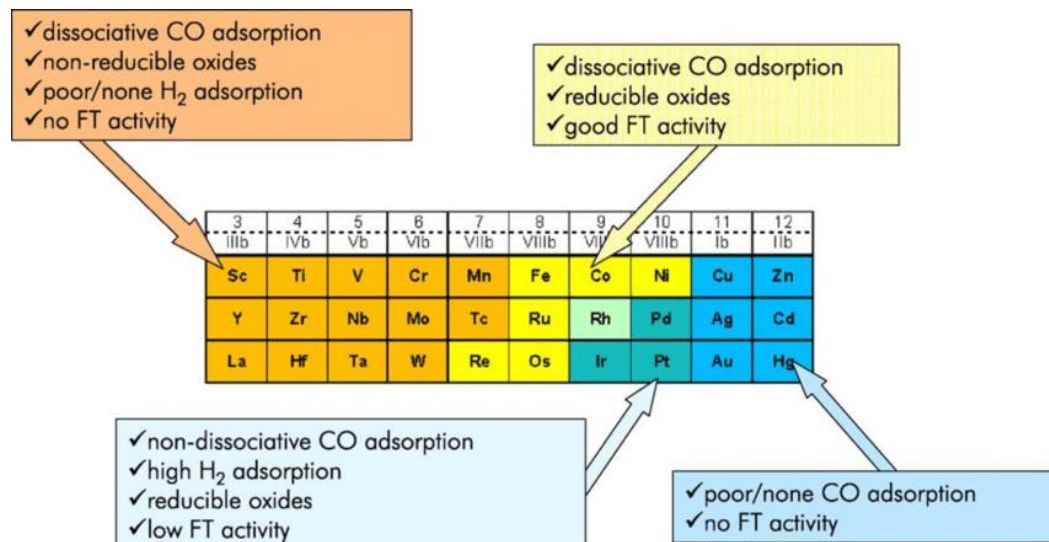 ✓dissociative CO adsorption
✓non-reducible oxides
✓poor/none H₂ adsorption
✓no FT activity
✓dissociative CO adsorption
✓reducible oxides
✓good FT activity
3 4 5 6 7 8 9 10 11 12
IIIb IVb Vb VIb VIIb VIIIb VIII VIIIb Ib IIb
Sc Ti V Cr Mn Fe Co Ni Cu Zn
Y Zr Nb Mo Tc Ru Rh Pd Ag Cd
La Hf Ta W Re Os Ir Pt Au Hg
✓non-dissociative CO adsorption
✓high H₂ adsorption
✓reducible oxides
✓low FT activity
✓poor/none CO adsorption
✓no FT activity